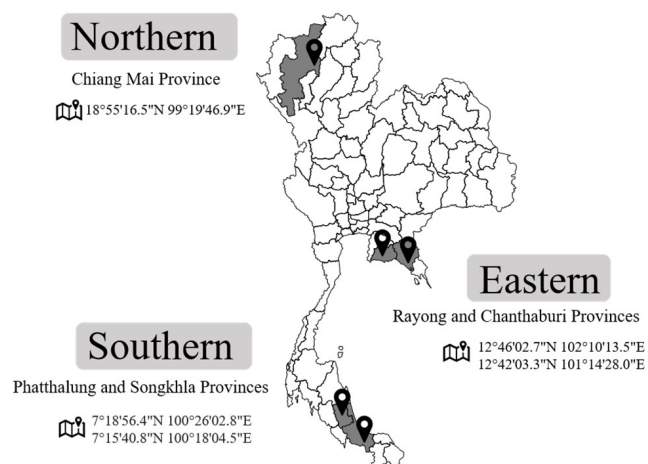 Northern
Chiang Mai Province
18°55'16.5"N 99°19'46.9"E
Eastern
Rayong and Chanthaburi Provinces
12°46'02.7"N 102°10'13.5"E
12°42'03.3"N 101°14'28.0"E
Southern
Phatthalung and Songkhla Provinces
7°18'56.4"N 100°26'02.8"E
7°15'40.8"N 100°18'04.5"E